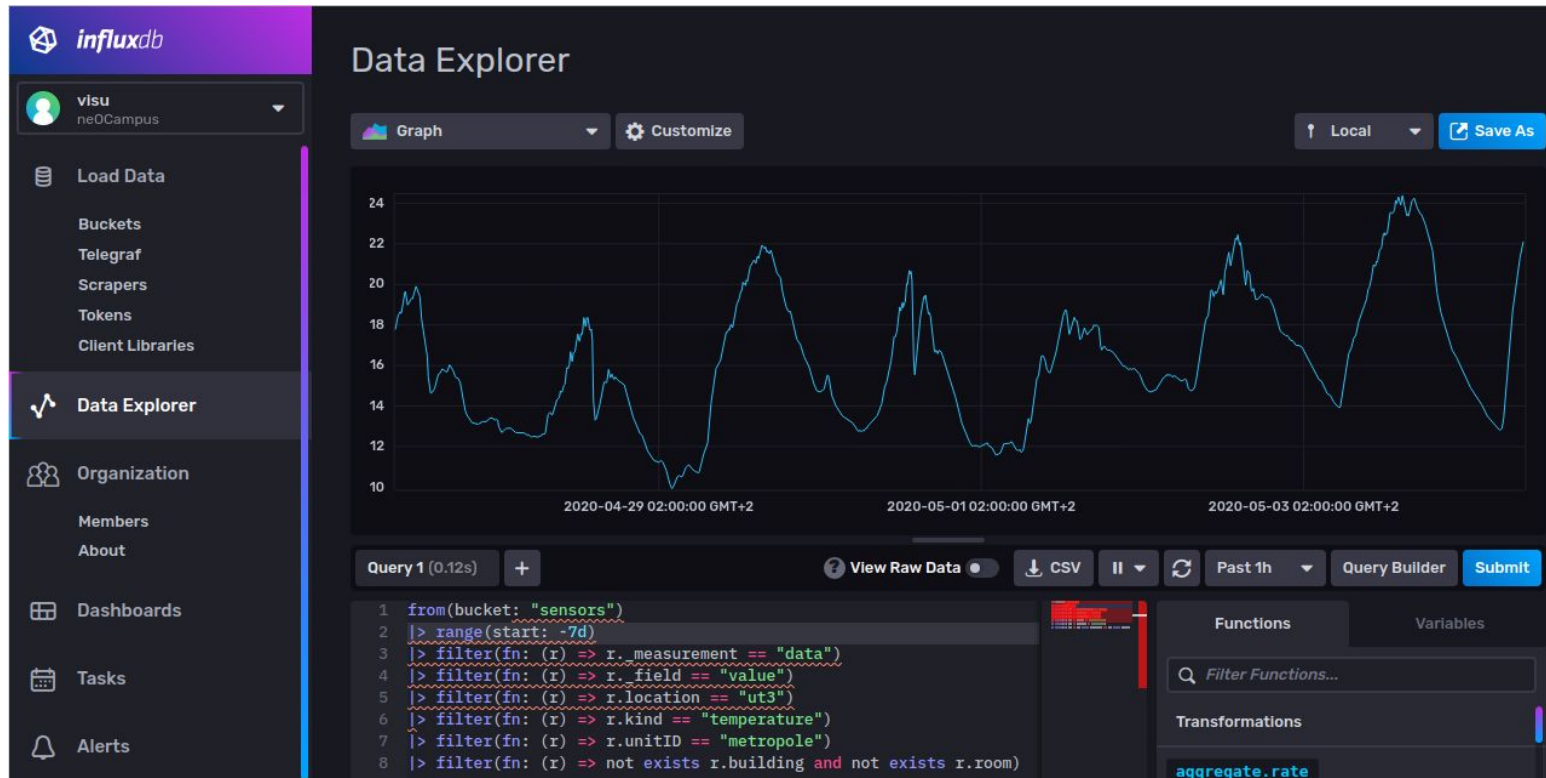 influxdb
visu
neOCampus
Load Data
Buckets
Telegraf
Scrapers
Tokens
Client Libraries
Data Explorer
Organization
Members
About
Dashboards
Tasks
Alerts
Data Explorer
Graph
Customize
Local
Save As
24
22
20
18
16
14
12
10
2020-04-29 02:00:00 GMT+2
2020-05-01 02:00:00 GMT+2
2020-05-03 02:00:00 GMT+2
Query 1 (0.12s)
+
? View Raw Data
CSV
Past 1h
Query Builder
Submit
1 from(bucket: "sensors")
2 |> range(start: -7d)
3 |> filter(fn: (r) => r._measurement == "data")
4 |> filter(fn: (r) => r._field == "value")
5 |> filter(fn: (r) => r.location == "ut3")
6 |> filter(fn: (r) => r.kind == "temperature")
7 |> filter(fn: (r) => r.unitID == "metropole")
8 |> filter(fn: (r) => not exists r.building and not exists r.room)
Functions
Variables
Filter Functions...
Transformations
aggregate.rate